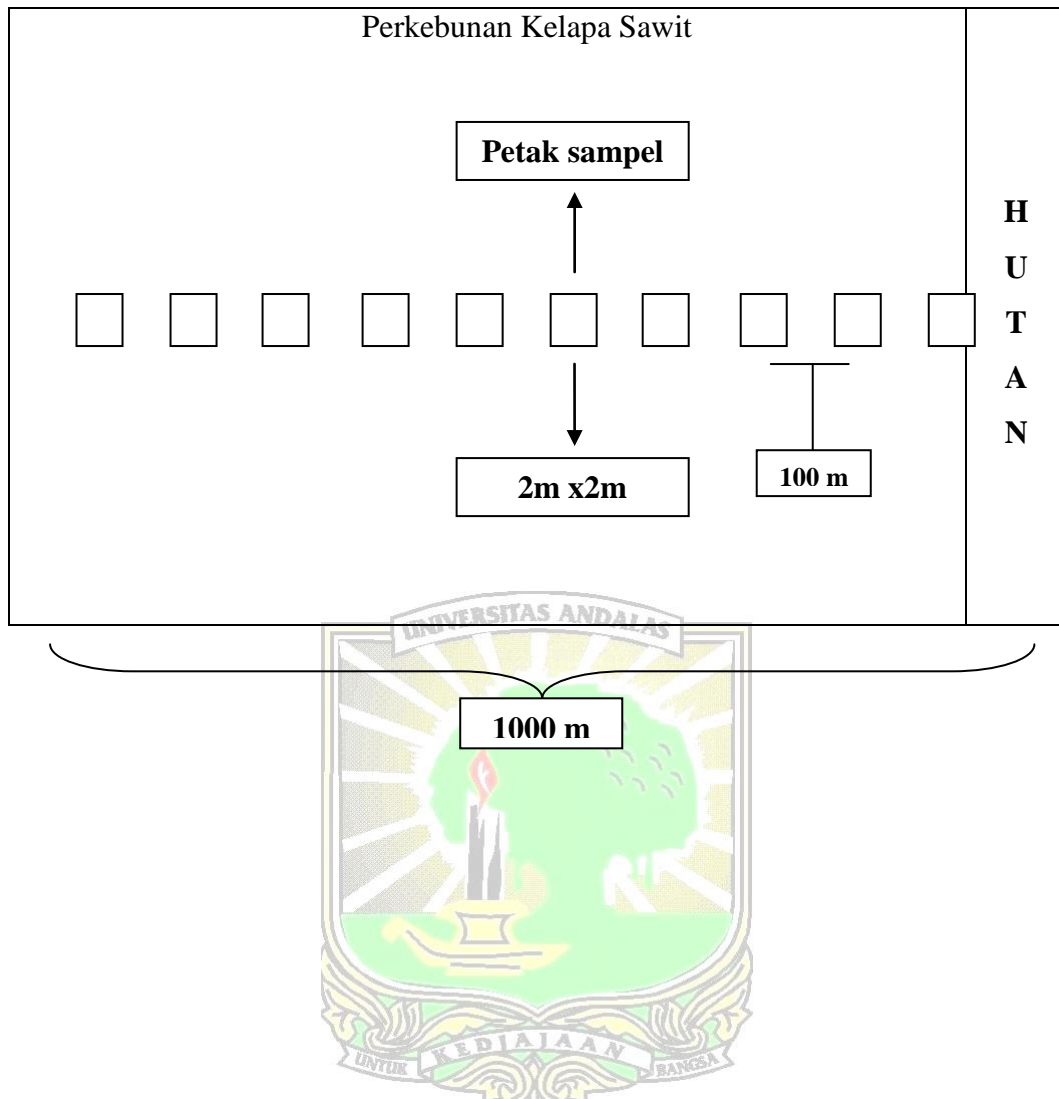 Perkebunan Kelapa Sawit
Petak sampel
H
U
T
A
N
2m x2m
100 m
UNIVERSITAS ANDALAS
1000 m
UNTUK KEDJAJAAN BANGSA